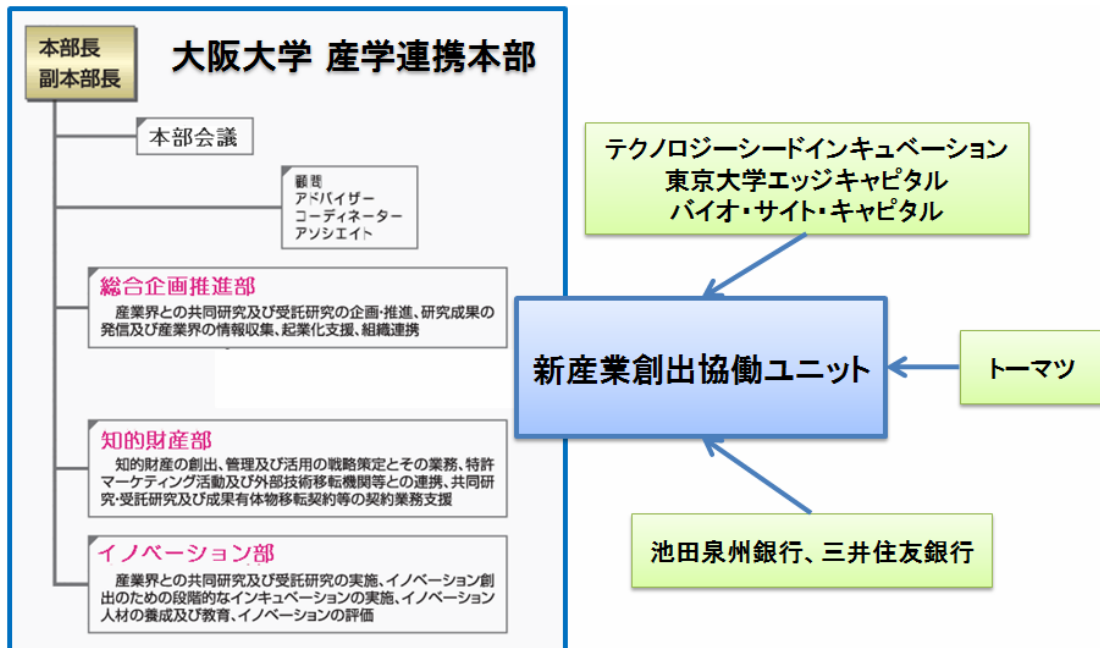 本部長
副本部長
大阪大学 産学連携本部
本部会議
顧問
アドバイザー
コーディネーター
アソシエイト
総合企画推進部
産業界との共同研究及び受託研究の企画・推進、研究成果の
発信及び産業界の情報収集、起業化支援、組織連携
知的財産部
知的財産の創出、管理及び活用の戦略策定とその業務、特許
マーケティング活動及び外部技術移転機関等との連携、共同研
究・受託研究及び成果有体物移転契約等の契約業務支援
イノベーション部
産業界との共同研究及び受託研究の実施、イノベーション創
出のための段階的なインキュベーションの実施、イノベーション
人材の養成及び教育、イノベーションの評価
テクノロジーシードインキュベーション
東京大学エッジキャピタル
バイオ・サイト・キャピタル
新産業創出協働ユニット
トーマツ
池田泉州銀行、三井住友銀行